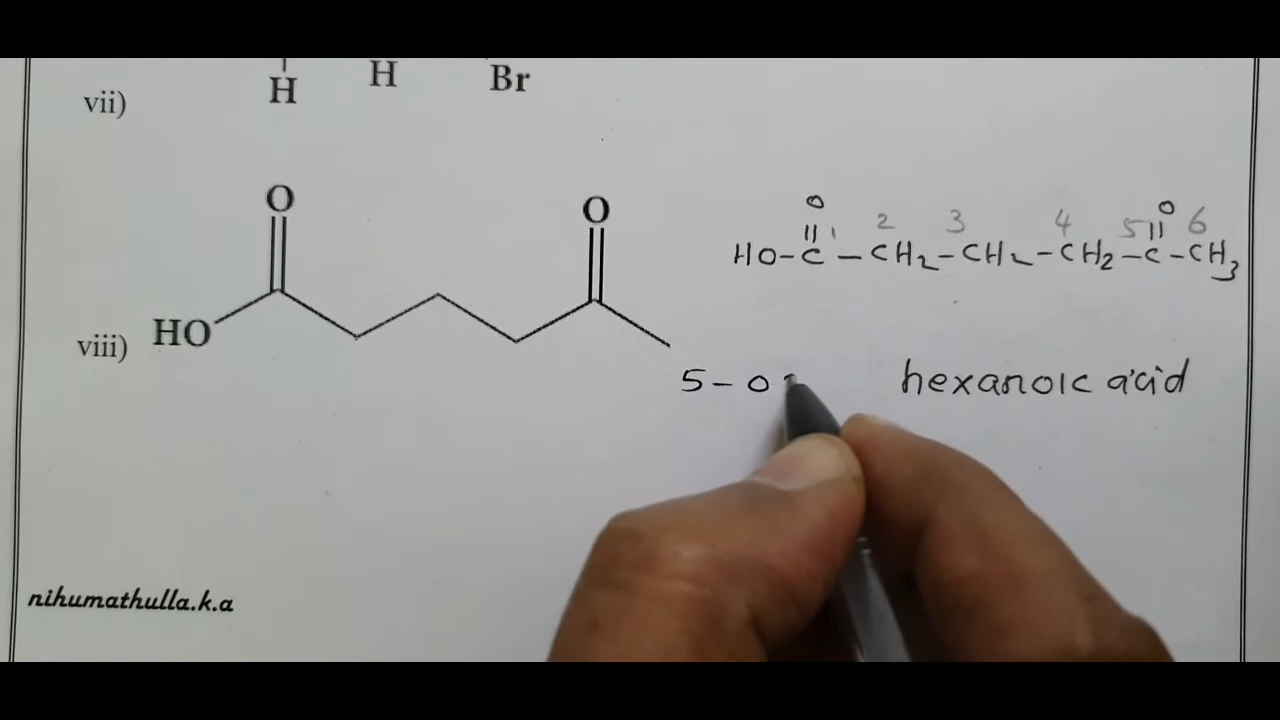 H H Br
vii)
O O
HO
viii)
O O
1 2 3 4 5 6
HO-C-CH2-CH2-CH2-C-CH3
5-O hexanoic acid
nihumathulla.k.a